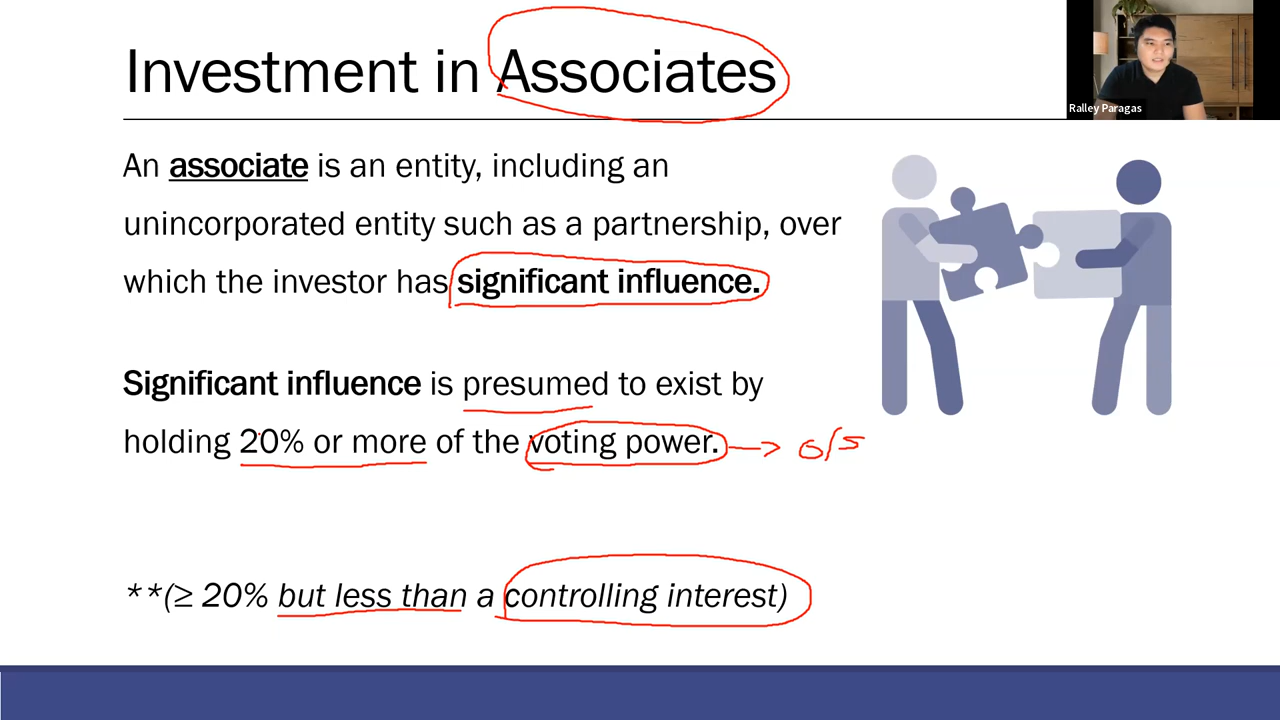 Investment in Associates
Ralley Paragas
An associate is an entity, including an
unincorporated entity such as a partnership, over
which the investor has significant influence.
Significant influence is presumed to exist by
holding 20% or more of the voting power. → o/s
**(≥ 20% but less than a controlling interest)